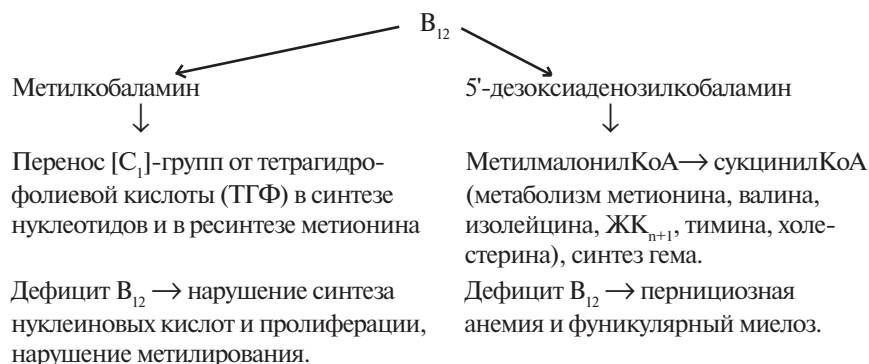 B₁₂
Метилкобаламин
↓
Перенос [C₁]-групп от тетрагидро-
фолиевой кислоты (ТГФ) в синтезе
нуклеотидов и в ресинтезе метионина
Дефицит B₁₂ → нарушение синтеза
нуклеиновых кислот и пролиферации,
нарушение метилирования.
5'-дезоксиаденозилкобаламин
↓
МетилмалонилКоА→ сукцинилКоА
(метаболизм метионина, валина,
изолейцина, ЖКₙ₊₁, тимина, холе-
стерина), синтез гема.
Дефицит B₁₂ → пернициозная
анемия и фуникулярный миелоз.